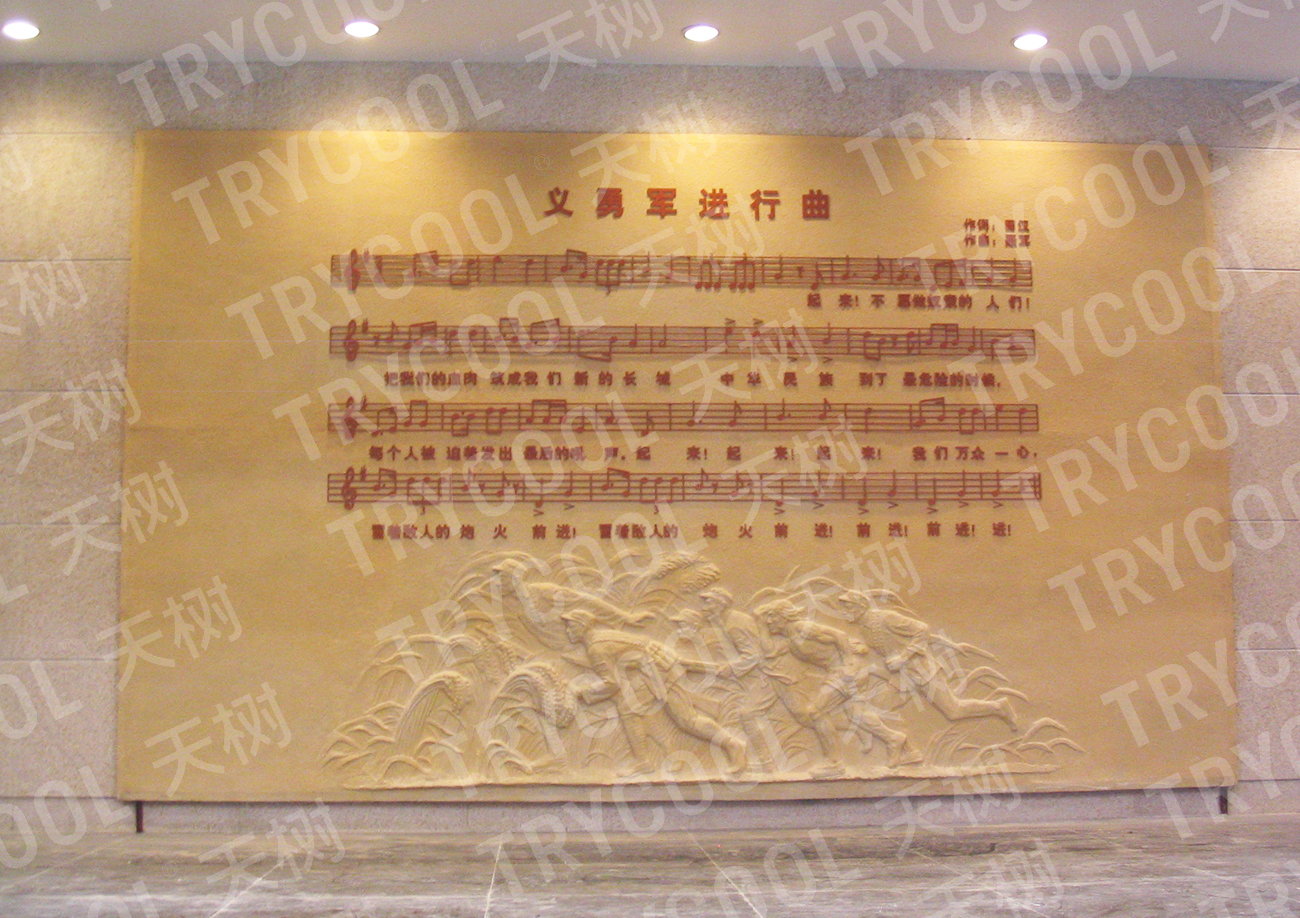 义勇军进行曲
作词：田汉
作曲：聂耳
起来！不愿做奴隶的人们！
把我们的血肉筑成我们新的长城 中华民族到了最危险的时候，
每个人被迫着发出最后的吼声，起来！起来！起来！我们万众一心，
冒着敌人的炮火前进！冒着敌人的炮火前进！前进！前进！进！
TRYCOOL 天树